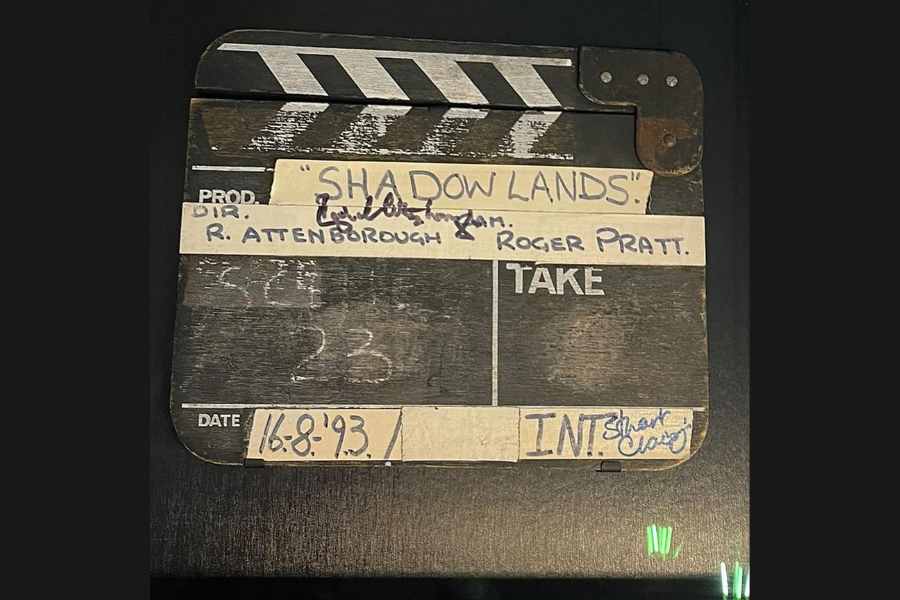 "SHADOWLANDS".
PROD.
DIR.
R. ATTENBOROUGH ROGER PRATT.
TAKE
23
DATE 16-8-'93. / INT.